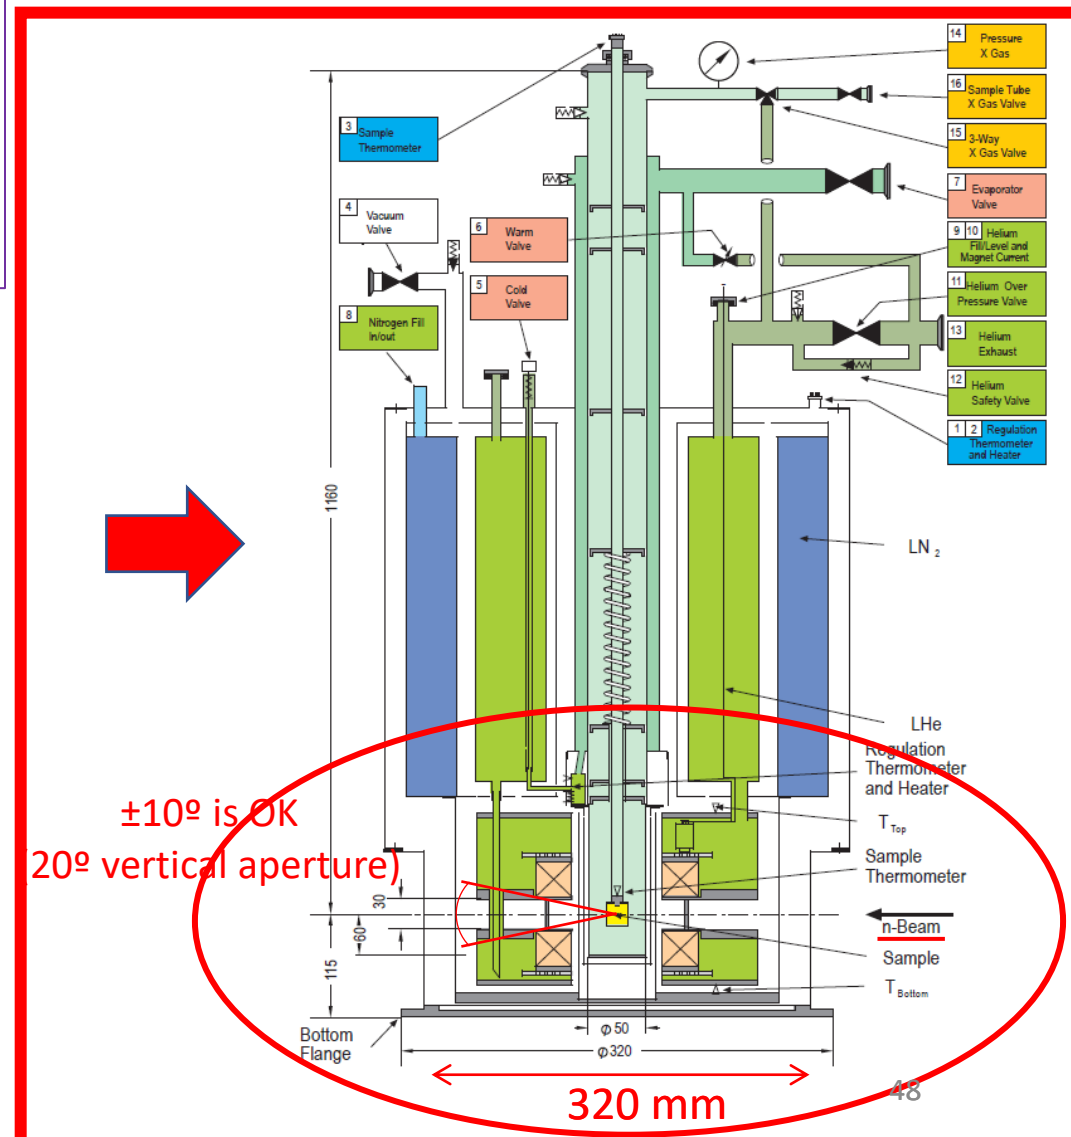 14 Pressure
X Gas
16 Sample Tube
X Gas Valve
3 Sample
Thermometer
15 3-Way
X Gas Valve
7 Evaporator
Valve
4 Vacuum
Valve
6 Warm
Valve
9 10 Helium
Fill/Level and
Magnet Current
5 Cold
Valve
11 Helium Over
Pressure Valve
8 Nitrogen Fill
In/out
13 Helium
Exhaust
12 Helium
Safety Valve
1 2 Regulation
Thermometer
and Heater
1160
LN 2
LHe
Regulation
Thermometer
and Heater
±10º is OK
T Top
20º vertical aperture)
Sample
Thermometer
30
n-Beam
60
Sample
115
T Bottom
Bottom
Flange
Φ 50
Φ 320
320 mm
48